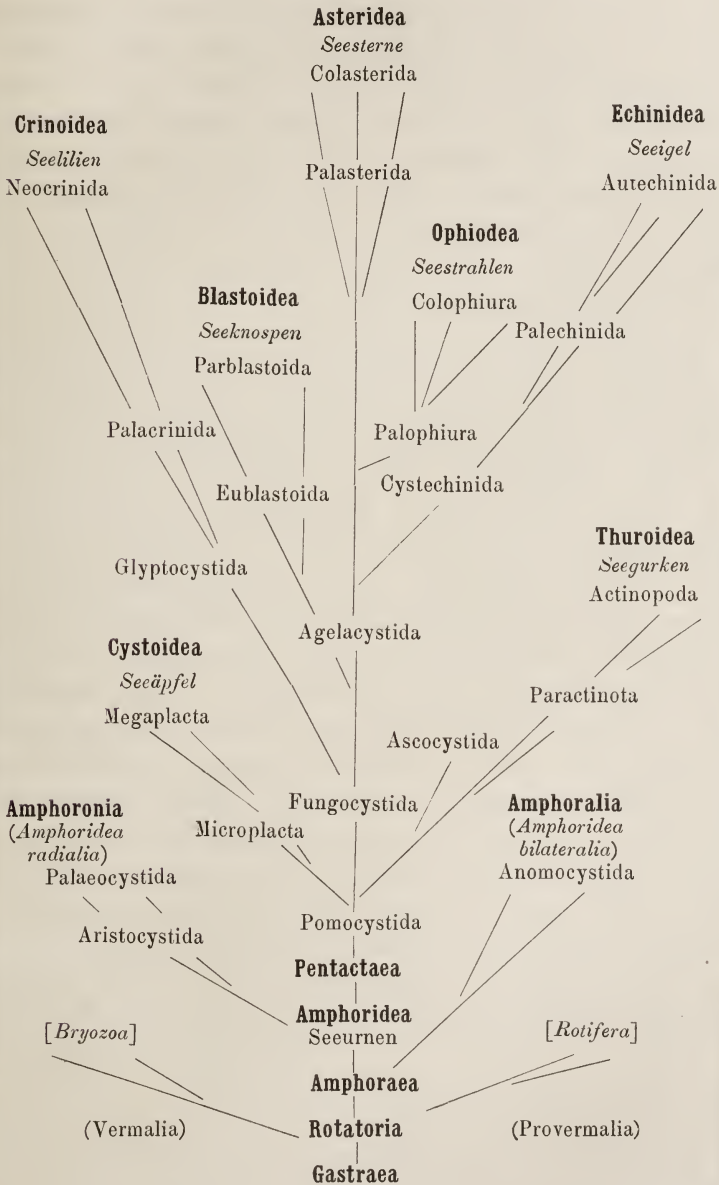 Asteridea
Seesterne
Colasterida
Crinoidea
Seelilien
Neocrinida
Echinidea
Seeigel
Autechinida
Palasterida
Ophiodea
Seestrahlen
Colophiura
Blastoidea
Seeknospen
Parblastoida
Palechinida
Palacrinida
Palophiura
Eublastoida
Cystechinida
Thuroidea
Seegurken
Actinopoda
Glyptocystida
Agelacystida
Cystoidea
Seeäpfel
Megaplacta
Paractinota
Ascocystida
Amphoronia
(Amphoridea
radialia)
Palaeocystida
Fungocystida
Microplacta
Amphoralia
(Amphoridea
bilateralia)
Anomocystida
Aristocystida
Pomocystida
Pentactaea
Amphoridea
Seeurnen
[Bryozoa]
[Rotifera]
Amphoraea
(Vermalia)
Rotatoria
(Provermalia)
Gastraea